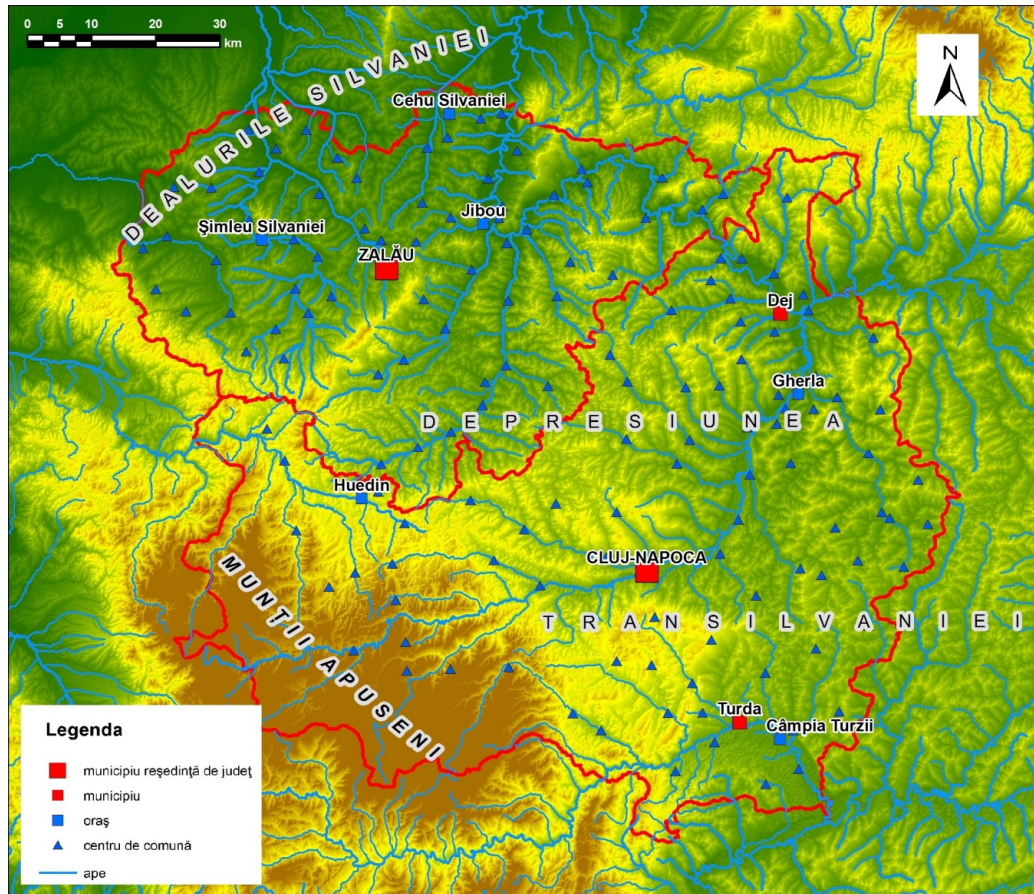 0 5 10 20 30
km
N
DEALURILE SILVANIEI
Cehu Silvaniei
Jibou
Şimleu Silvaniei
ZALĂU
Dej
Gherla
DEPRESIUNEA
Huedin
CLUJ-NAPOCA
MUNŢII APUSENI
TRANSILVANIEI
Turda
Câmpia Turzii
Legenda
municipiu reşedinţă de judeţ
municipiu
oraş
centru de comună
ape